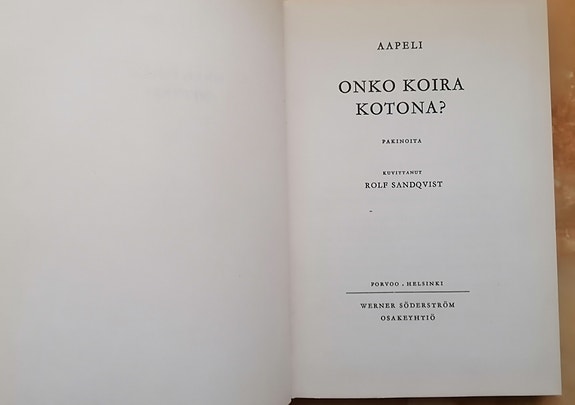 AAPELI
ONKO KOIRA
KOTONA?
PAKINOITA
KUVITTANUT
ROLF SANDQVIST
PORVOO . HELSINKI
WERNER SÖDERSTRÖM
OSAKEYHTIÖ